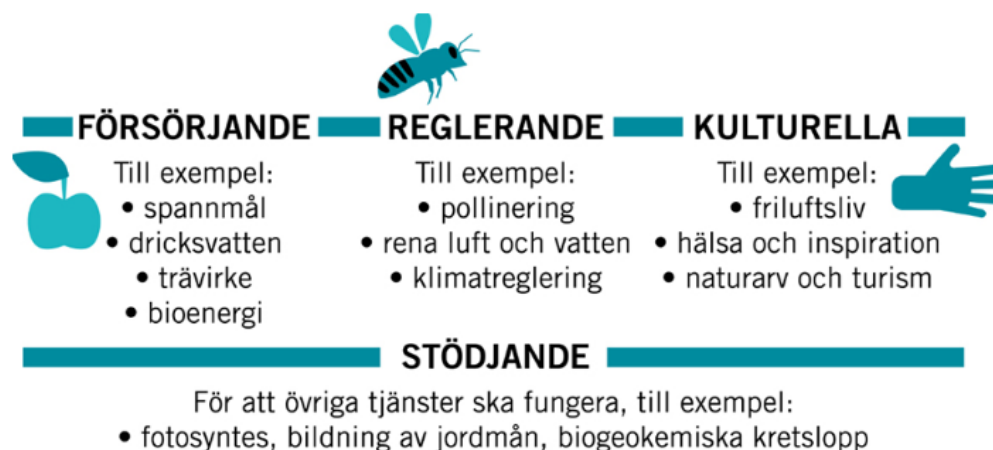 FÖRSÖRJANDE
Till exempel:
• spannmål
• dricksvatten
• trävirke
• bioenergi
REGLERANDE
Till exempel:
• pollinering
• rena luft och vatten
• klimatreglering
KULTURELLA
Till exempel:
• friluftsliv
• hälsa och inspiration
• naturarv och turism
STÖDJANDE
För att övriga tjänster ska fungera, till exempel:
• fotosyntes, bildning av jordmån, biogeokemiska kretslopp